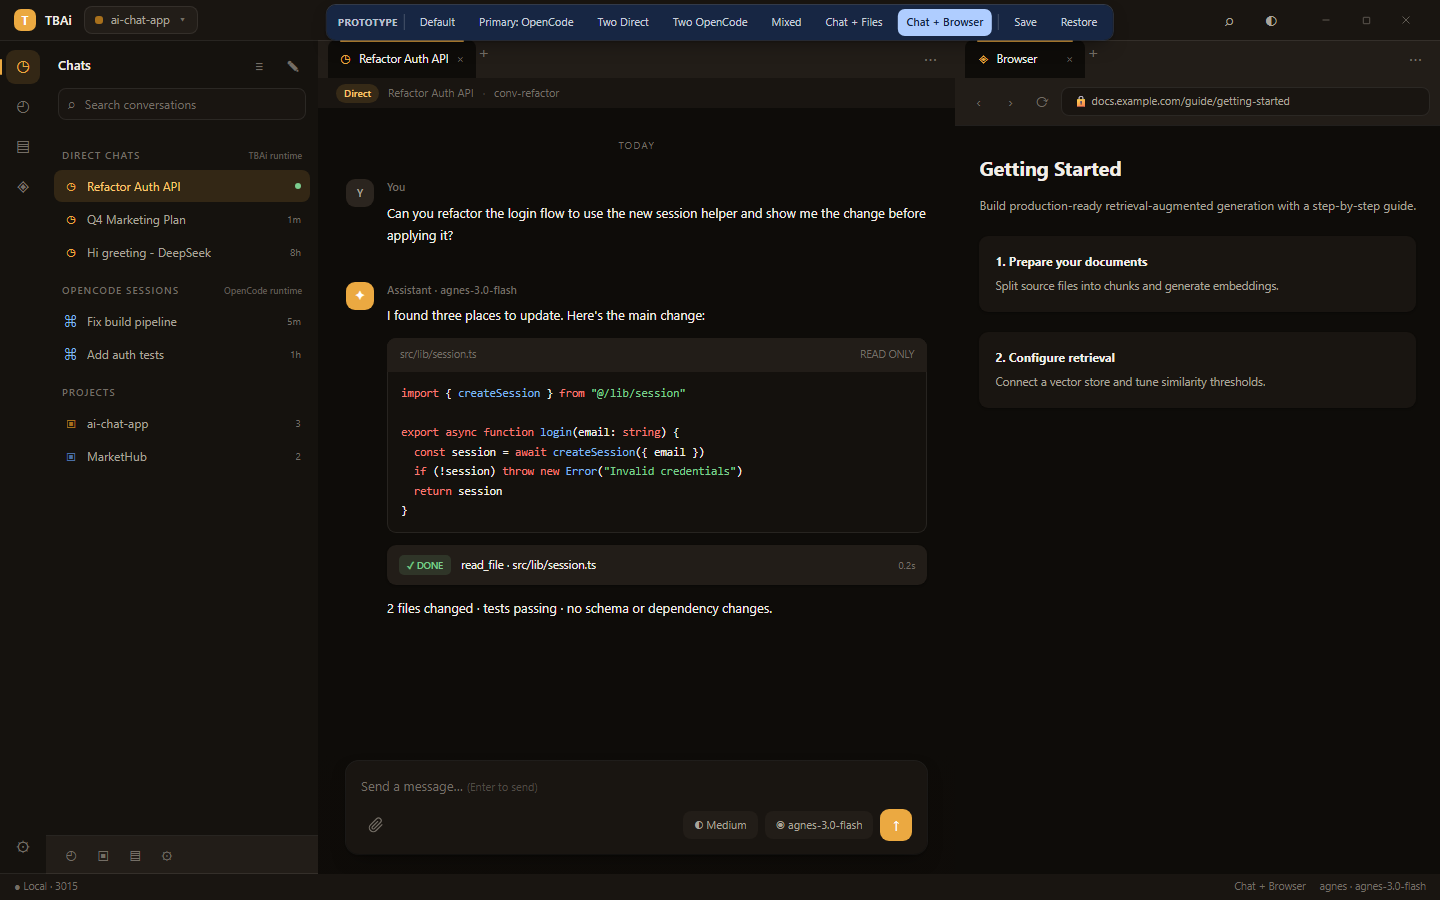 T TBAi ai-chat-app
PROTOTYPE Default Primary: OpenCode Two Direct Two OpenCode Mixed Chat + Files Chat + Browser Save Restore
Chats
Search conversations
DIRECT CHATS TBAi runtime
Refactor Auth API
Q4 Marketing Plan 1m
Hi greeting - DeepSeek 8h
OPENCODE SESSIONS OpenCode runtime
Fix build pipeline 5m
Add auth tests 1h
PROJECTS
ai-chat-app 3
MarketHub 2
Refactor Auth API × +
Direct Refactor Auth API · conv-refactor
TODAY
Y You
Can you refactor the login flow to use the new session helper and show me the change before
applying it?
Assistant · agnes-3.0-flash
I found three places to update. Here's the main change:
src/lib/session.ts READ ONLY
import { createSession } from "@/lib/session"
export async function login(email: string) {
const session = await createSession({ email })
if (!session) throw new Error("Invalid credentials")
return session
}
✓ DONE read_file · src/lib/session.ts 0.2s
2 files changed · tests passing · no schema or dependency changes.
Send a message... (Enter to send)
Medium agnes-3.0-flash
Browser × +
docs.example.com/guide/getting-started
Getting Started
Build production-ready retrieval-augmented generation with a step-by-step guide.
1. Prepare your documents
Split source files into chunks and generate embeddings.
2. Configure retrieval
Connect a vector store and tune similarity thresholds.
Local · 3015
Chat + Browser agnes · agnes-3.0-flash